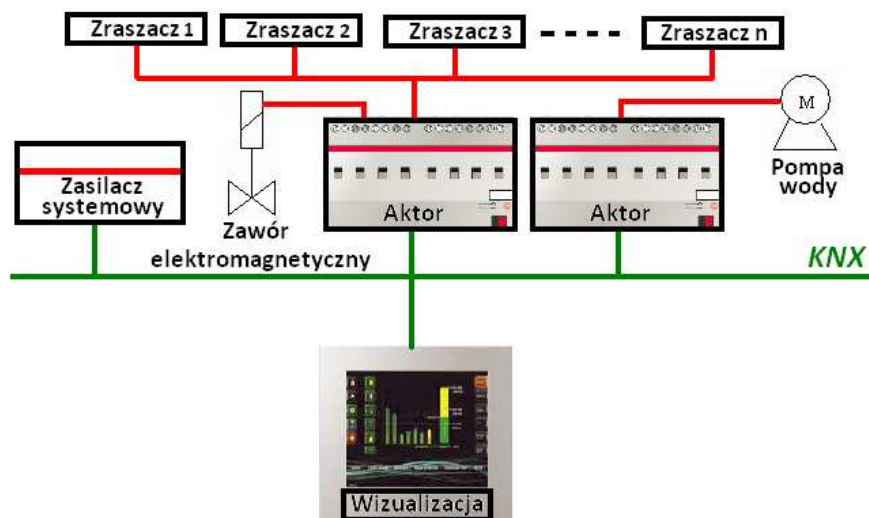 Zraszacz 1
Zraszacz 2
Zraszacz 3
Zraszacz n
M
Pompa
wody
Zasilacz
systemowy
Aktor
Aktor
Zawór
elektromagnetyczny
KNX
Wizualizacja